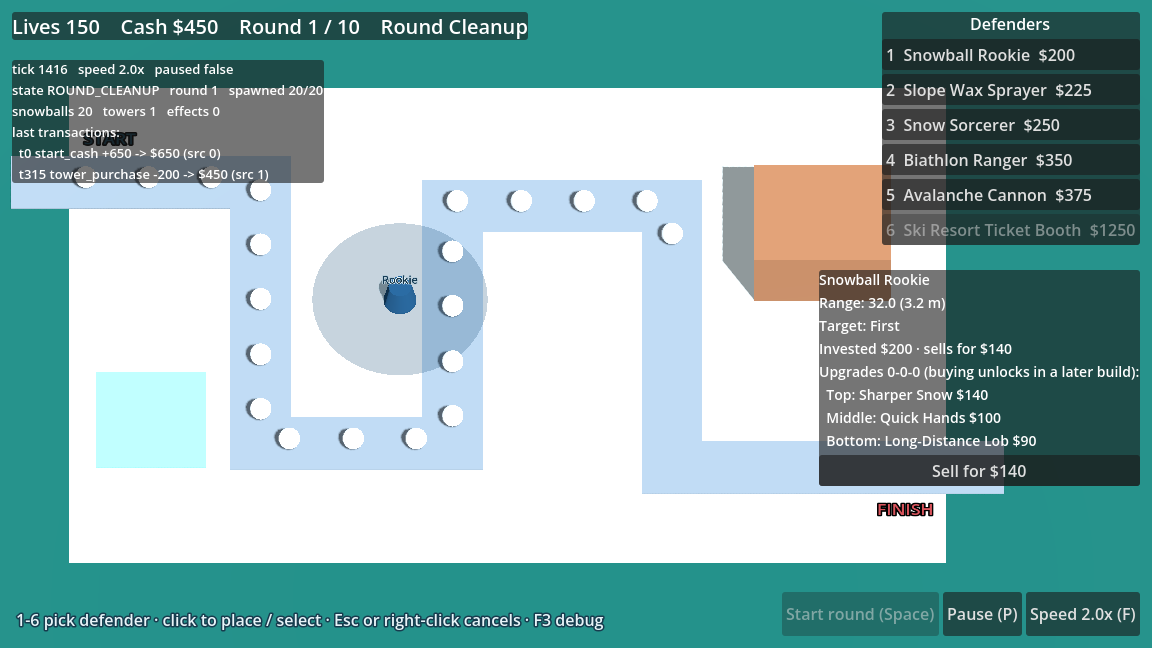 Lives 150    Cash $450    Round 1 / 10    Round Cleanup
tick 1416   speed 2.0x   paused false
state ROUND_CLEANUP   round 1   spawned 20/20
snowballs 20   towers 1   effects 0
last transactions:
START
t0 start_cash +650 -> $650 (src 0)
t315 tower_purchase -200 -> $450 (src 1)
Defenders
1  Snowball Rookie  $200
2  Slope Wax Sprayer  $225
3  Snow Sorcerer  $250
4  Biathlon Ranger  $350
5  Avalanche Cannon  $375
6  Ski Resort Ticket Booth  $1250
Rookie
Snowball Rookie
Range: 32.0 (3.2 m)
Target: First
Invested $200 · sells for $140
Upgrades 0-0-0 (buying unlocks in a later build):
Top: Sharper Snow $140
Middle: Quick Hands $100
Bottom: Long-Distance Lob $90
Sell for $140
FINISH
1-6 pick defender · click to place / select · Esc or right-click cancels · F3 debug
Start round (Space)
Pause (P)
Speed 2.0x (F)